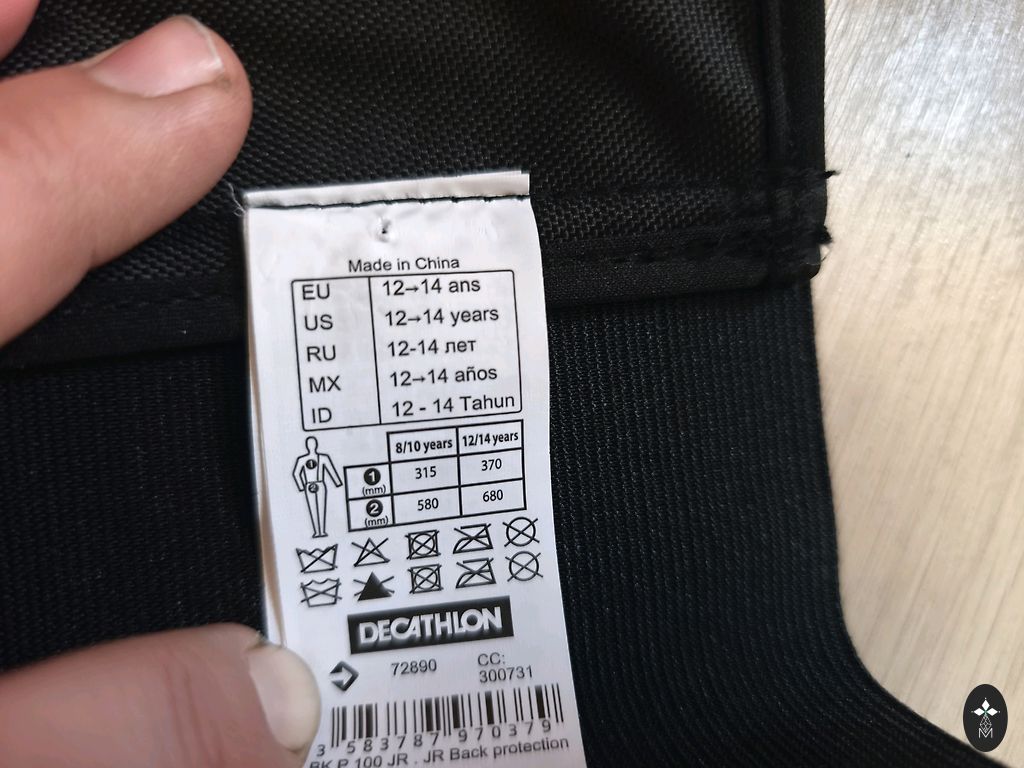 Made in China
EU 12→14 ans
US 12→14 years
RU 12-14 лет
MX 12→14 años
ID 12 - 14 Tahun
8/10 years 12/14 years
1 (mm) 315 370
2 (mm) 580 680
DECATHLON
72890 CC: 300731
3 583787 970379
BK P 100 JR . JR Back protection
M